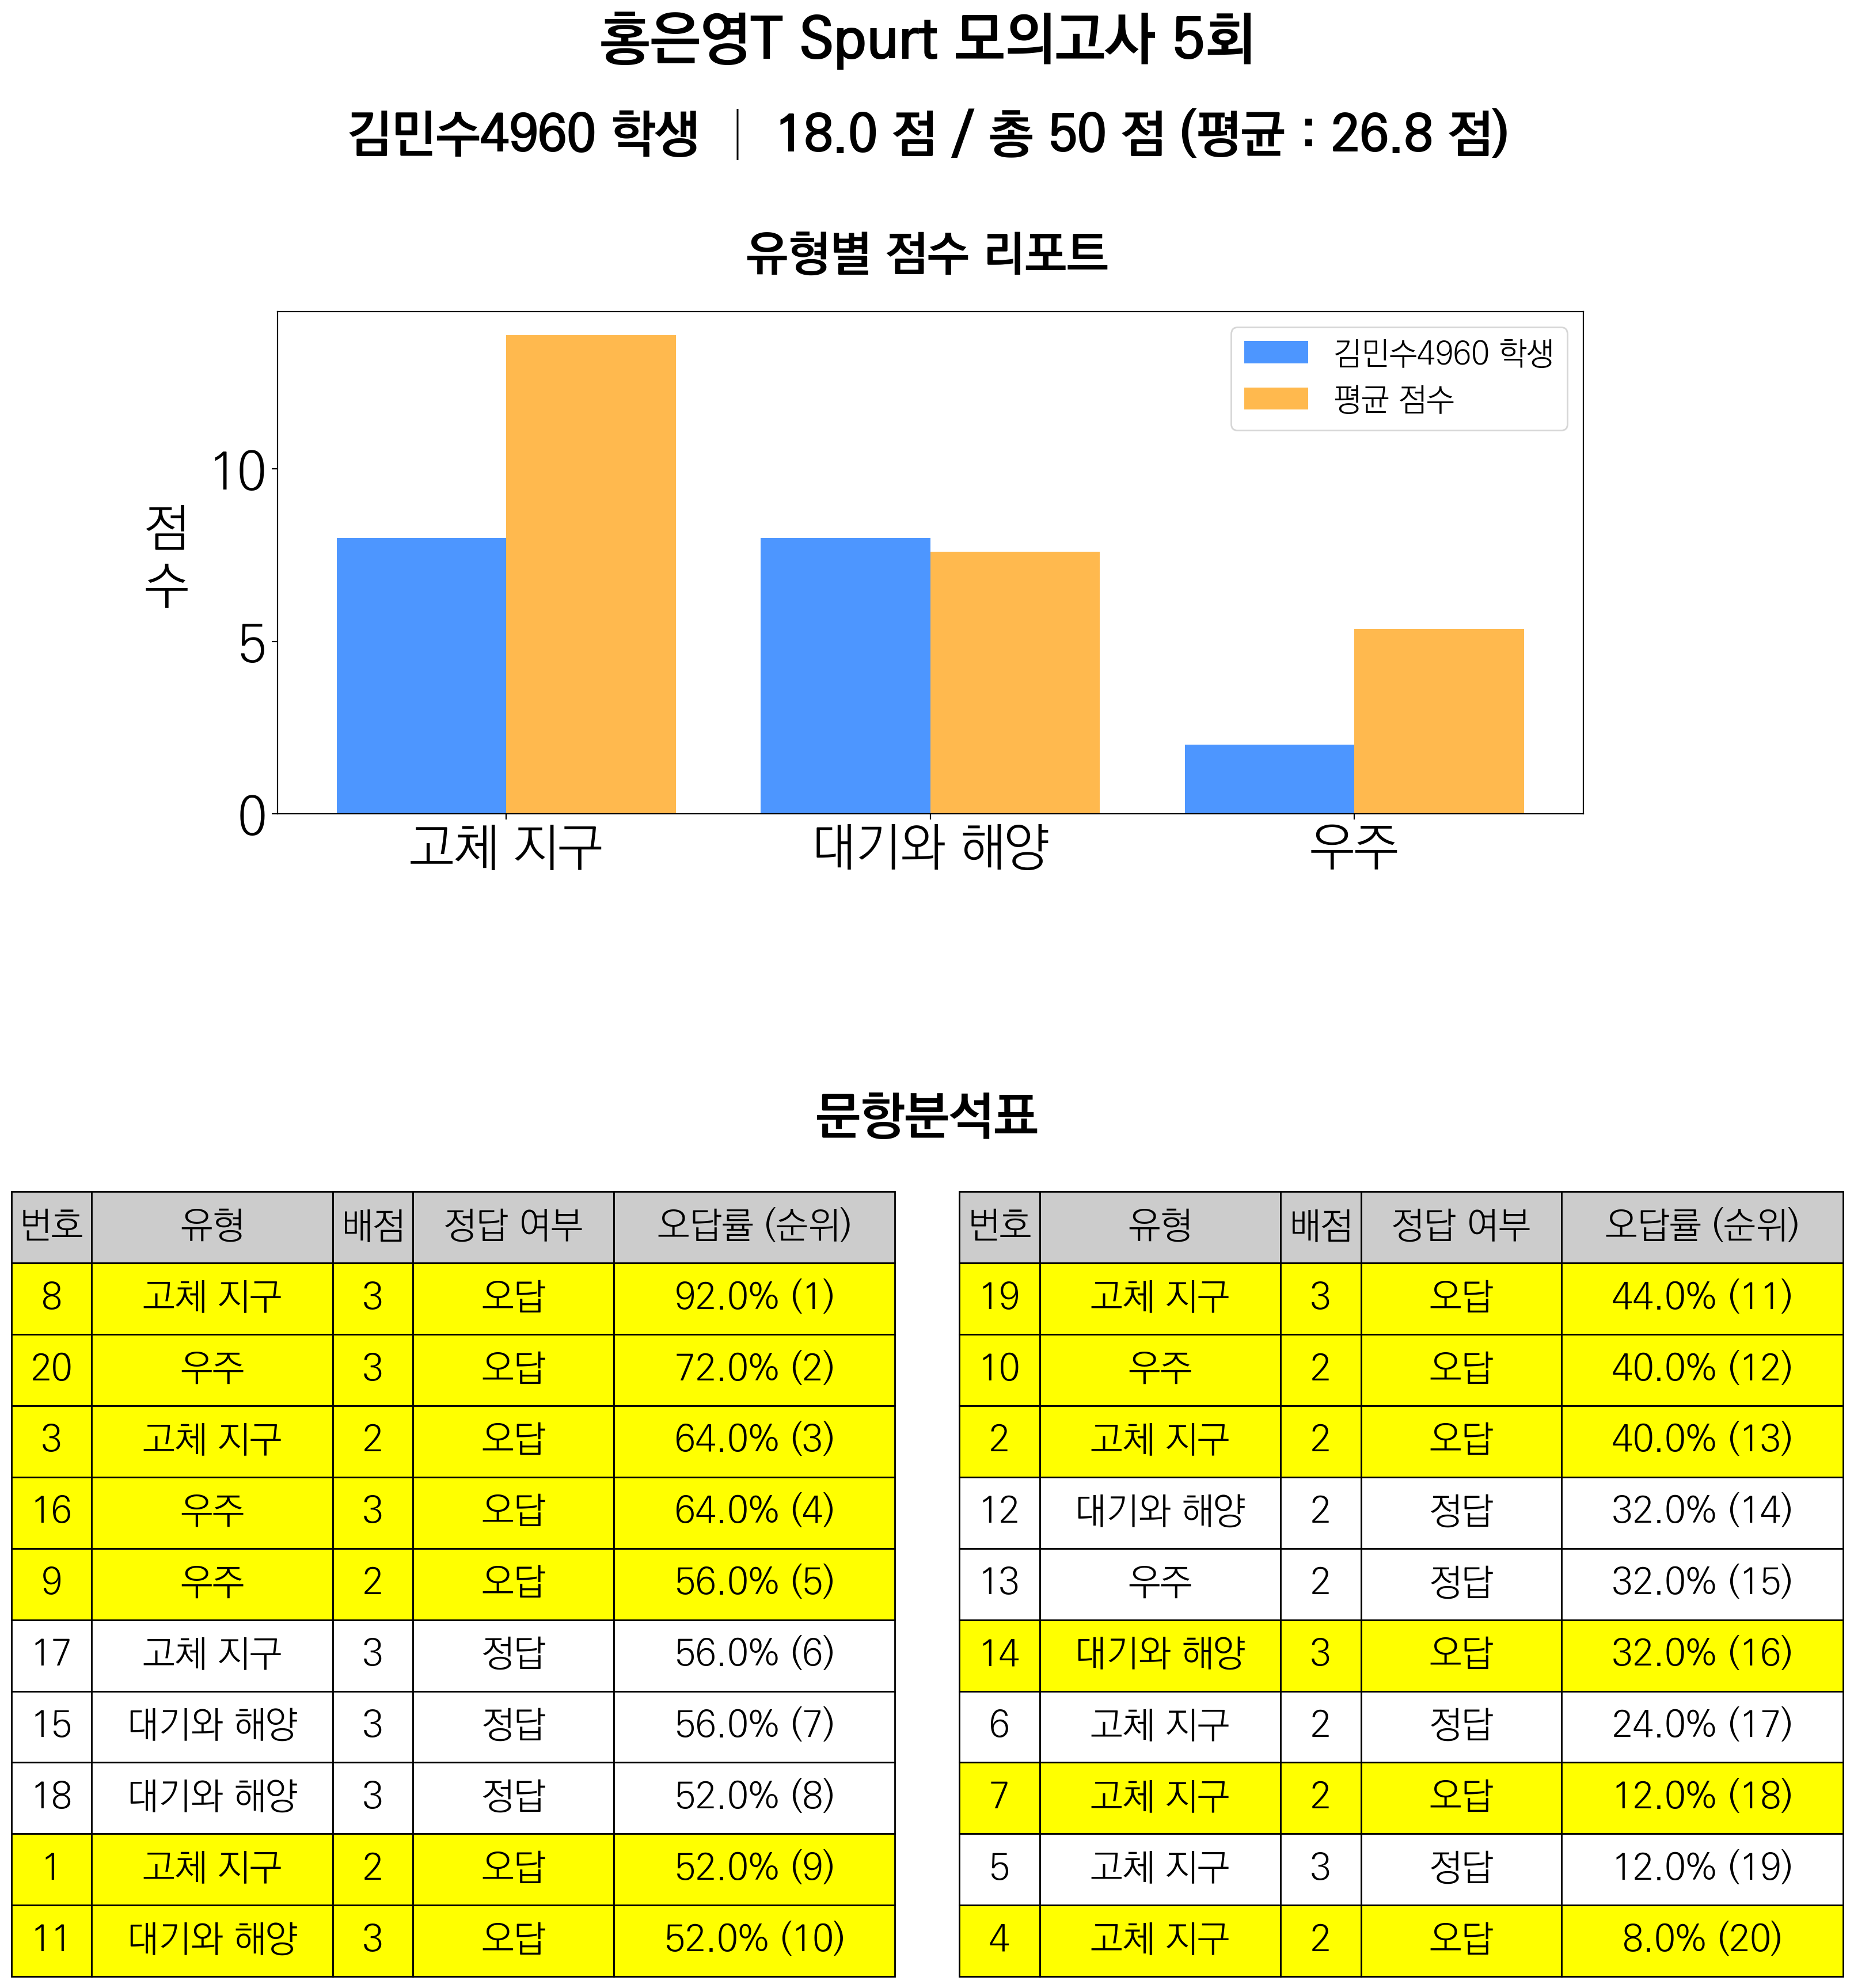 홍은영T Spurt 모의고사 5회
김민수4960 학생 │ 18.0 점 / 총 50 점 (평균 : 26.8 점)
유형별 점수 리포트
김민수4960 학생
평균 점수
점
수
10
5
0
고체 지구 대기와 해양 우주
문항분석표
번호 유형 배점 정답 여부 오답률 (순위)
8 고체 지구 3 오답 92.0% (1)
20 우주 3 오답 72.0% (2)
3 고체 지구 2 오답 64.0% (3)
16 우주 3 오답 64.0% (4)
9 우주 2 오답 56.0% (5)
17 고체 지구 3 정답 56.0% (6)
15 대기와 해양 3 정답 56.0% (7)
18 대기와 해양 3 정답 52.0% (8)
1 고체 지구 2 오답 52.0% (9)
11 대기와 해양 3 오답 52.0% (10)
번호 유형 배점 정답 여부 오답률 (순위)
19 고체 지구 3 오답 44.0% (11)
10 우주 2 오답 40.0% (12)
2 고체 지구 2 오답 40.0% (13)
12 대기와 해양 2 정답 32.0% (14)
13 우주 2 정답 32.0% (15)
14 대기와 해양 3 오답 32.0% (16)
6 고체 지구 2 정답 24.0% (17)
7 고체 지구 2 오답 12.0% (18)
5 고체 지구 3 정답 12.0% (19)
4 고체 지구 2 오답 8.0% (20)